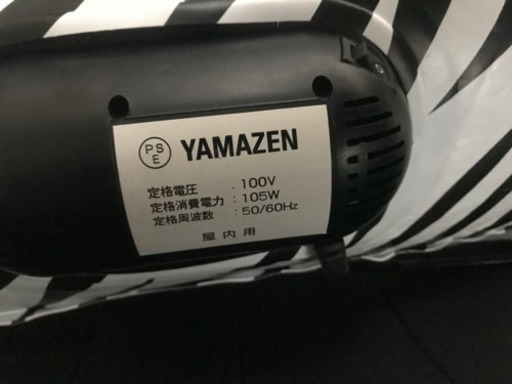 PS
E
YAMAZEN
定格電圧 : 100V
定格消費電力 : 105W
定格周波数 : 50/60Hz
屋内用